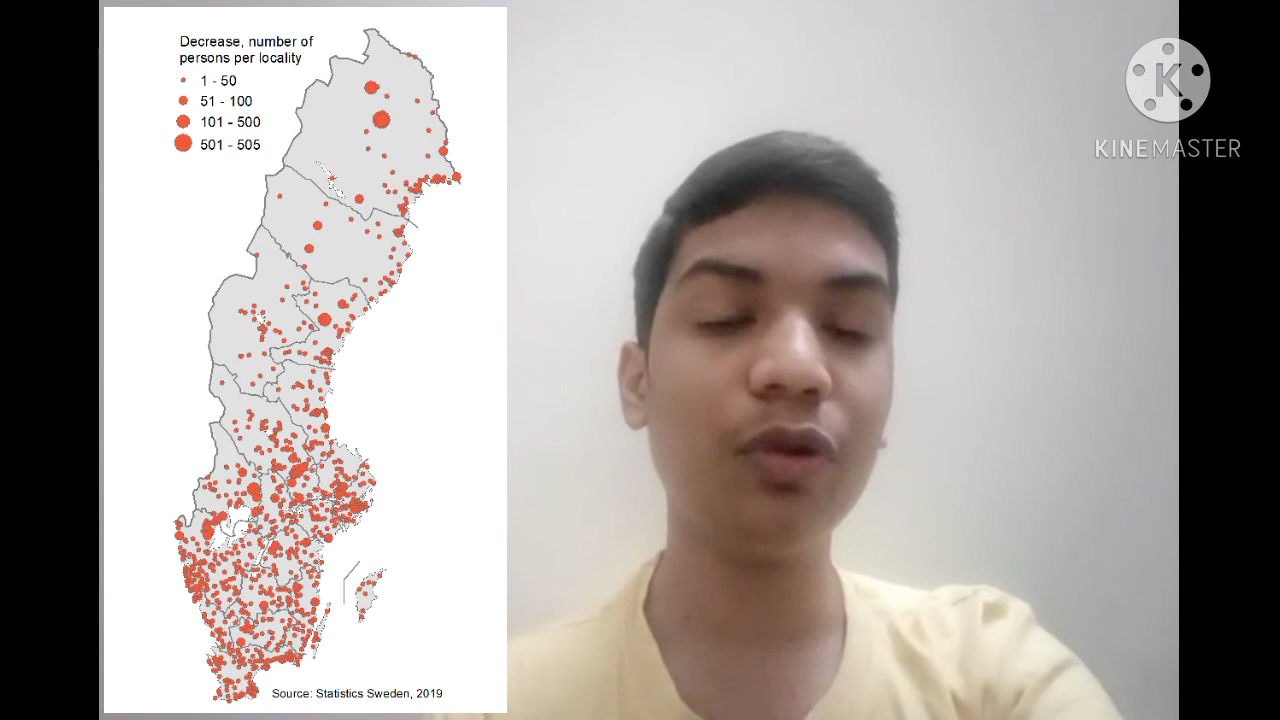 Decrease, number of
persons per locality
1 - 50
51 - 100
101 - 500
501 - 505
Source: Statistics Sweden, 2019
K
KINEMASTER